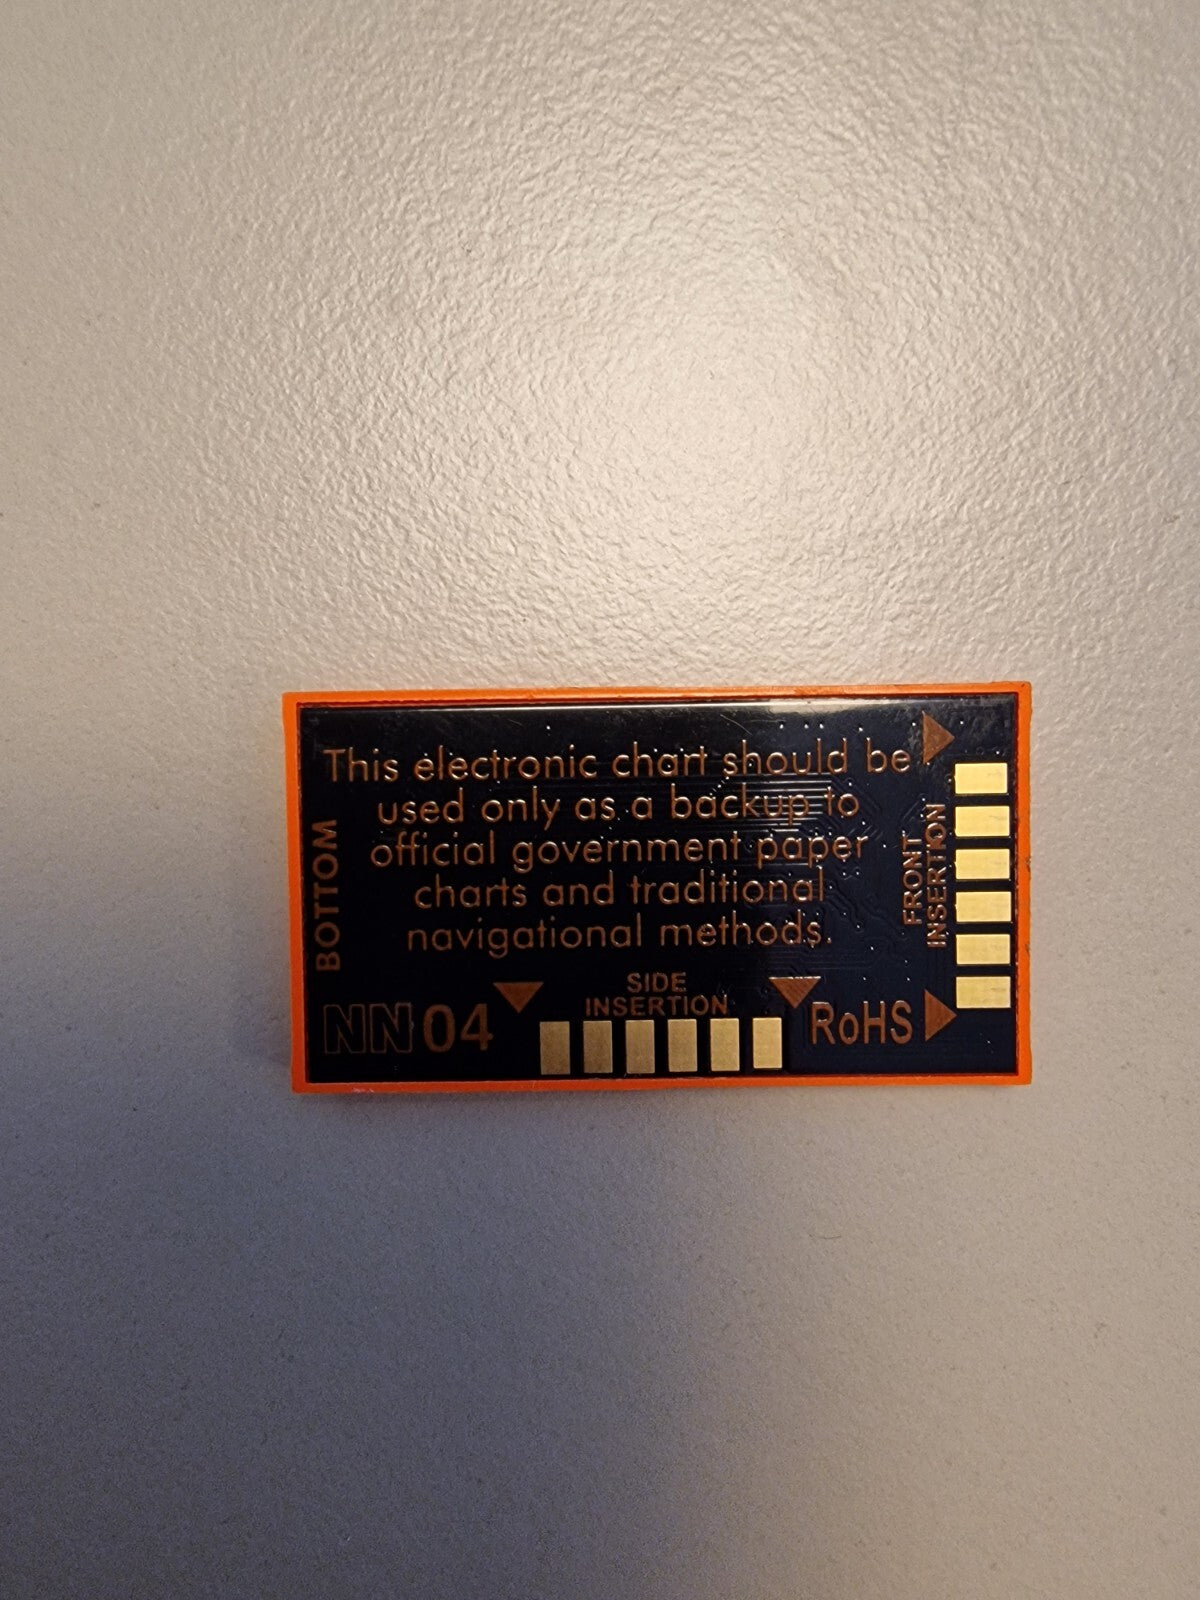 This electronic chart should be
used only as a backup to
official government paper
charts and traditional
navigational methods.
BOTTOM
FRONT
INSERTION
SIDE
INSERTION
NN04
RoHS